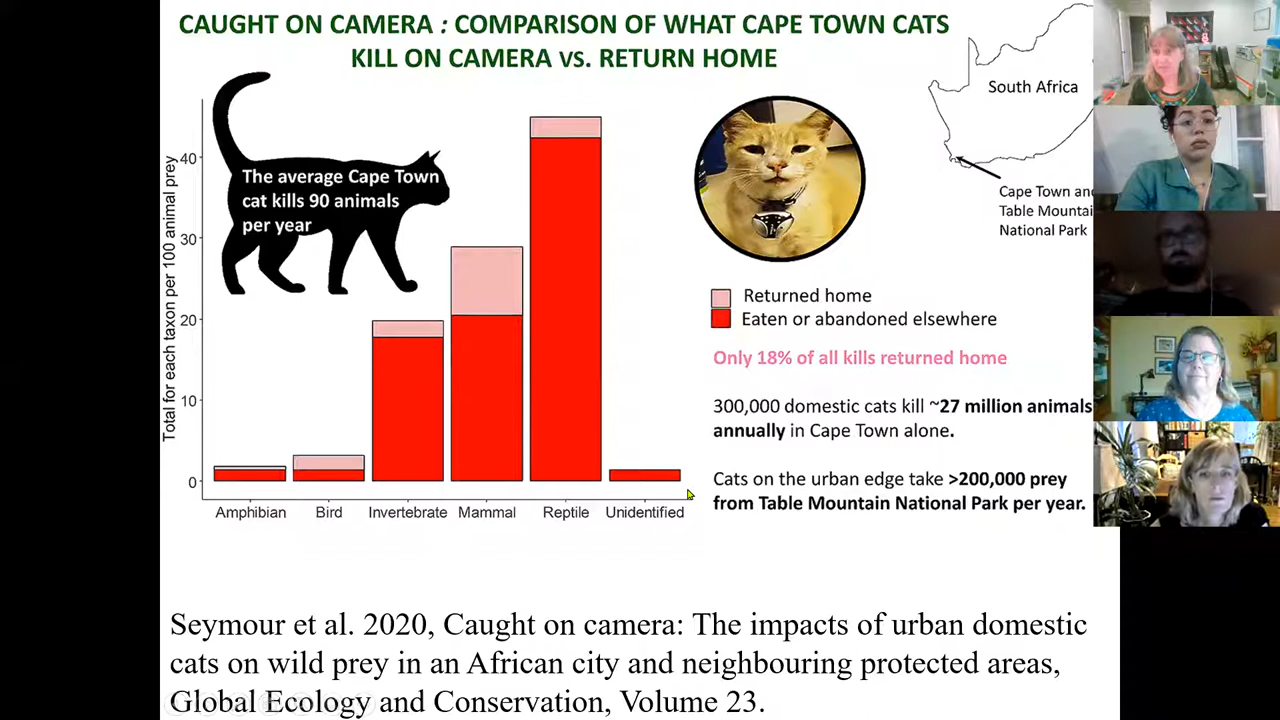 CAUGHT ON CAMERA : COMPARISON OF WHAT CAPE TOWN CATS
KILL ON CAMERA VS. RETURN HOME
Total for each taxon per 100 animal prey
40
30
20
10
0
The average Cape Town
cat kills 90 animals
per year
Amphibian
Bird
Invertebrate
Mammal
Reptile
Unidentified
South Africa
Cape Town and
Table Mountai
National Park
Returned home
Eaten or abandoned elsewhere
Only 18% of all kills returned home
300,000 domestic cats kill ~27 million animals
annually in Cape Town alone.
Cats on the urban edge take >200,000 prey
from Table Mountain National Park per year.
Seymour et al. 2020, Caught on camera: The impacts of urban domestic
cats on wild prey in an African city and neighbouring protected areas,
Global Ecology and Conservation, Volume 23.